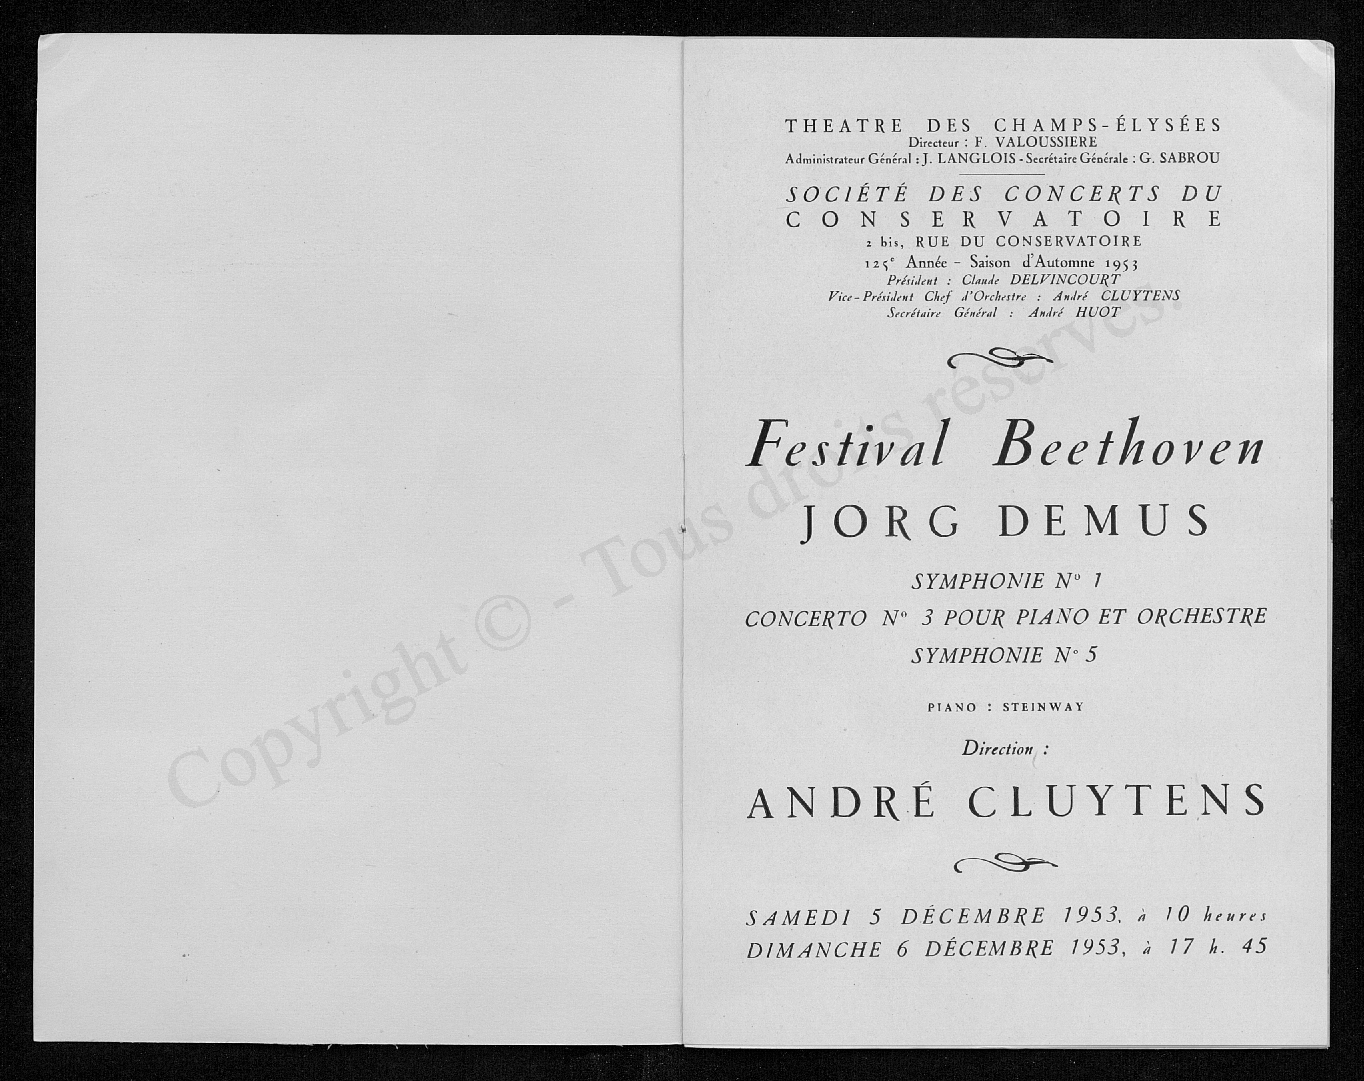 THEATRE DES CHAMPS-ÉLYSÉES
Directeur : F. VALOUSSIERE
Administrateur Général : J. LANGLOIS - Secrétaire Générale : G. SABROU
SOCIÉTÉ DES CONCERTS DU
CONSERVATOIRE
2 bis, RUE DU CONSERVATOIRE
125e Année - Saison d'Automne 1953
Président : Claude DELVINCOURT
Vice-Président Chef d'Orchestre : André CLUYTENS
Secrétaire Général : André HUOT
Festival Beethoven
JORG DEMUS
SYMPHONIE No 1
CONCERTO No 3 POUR PIANO ET ORCHESTRE
SYMPHONIE No 5
PIANO : STEINWAY
Direction :
ANDRÉ CLUYTENS
SAMEDI 5 DÉCEMBRE 1953, à 10 heures
DIMANCHE 6 DÉCEMBRE 1953, à 17 h. 45
Copyright © - Tous droits réservés.